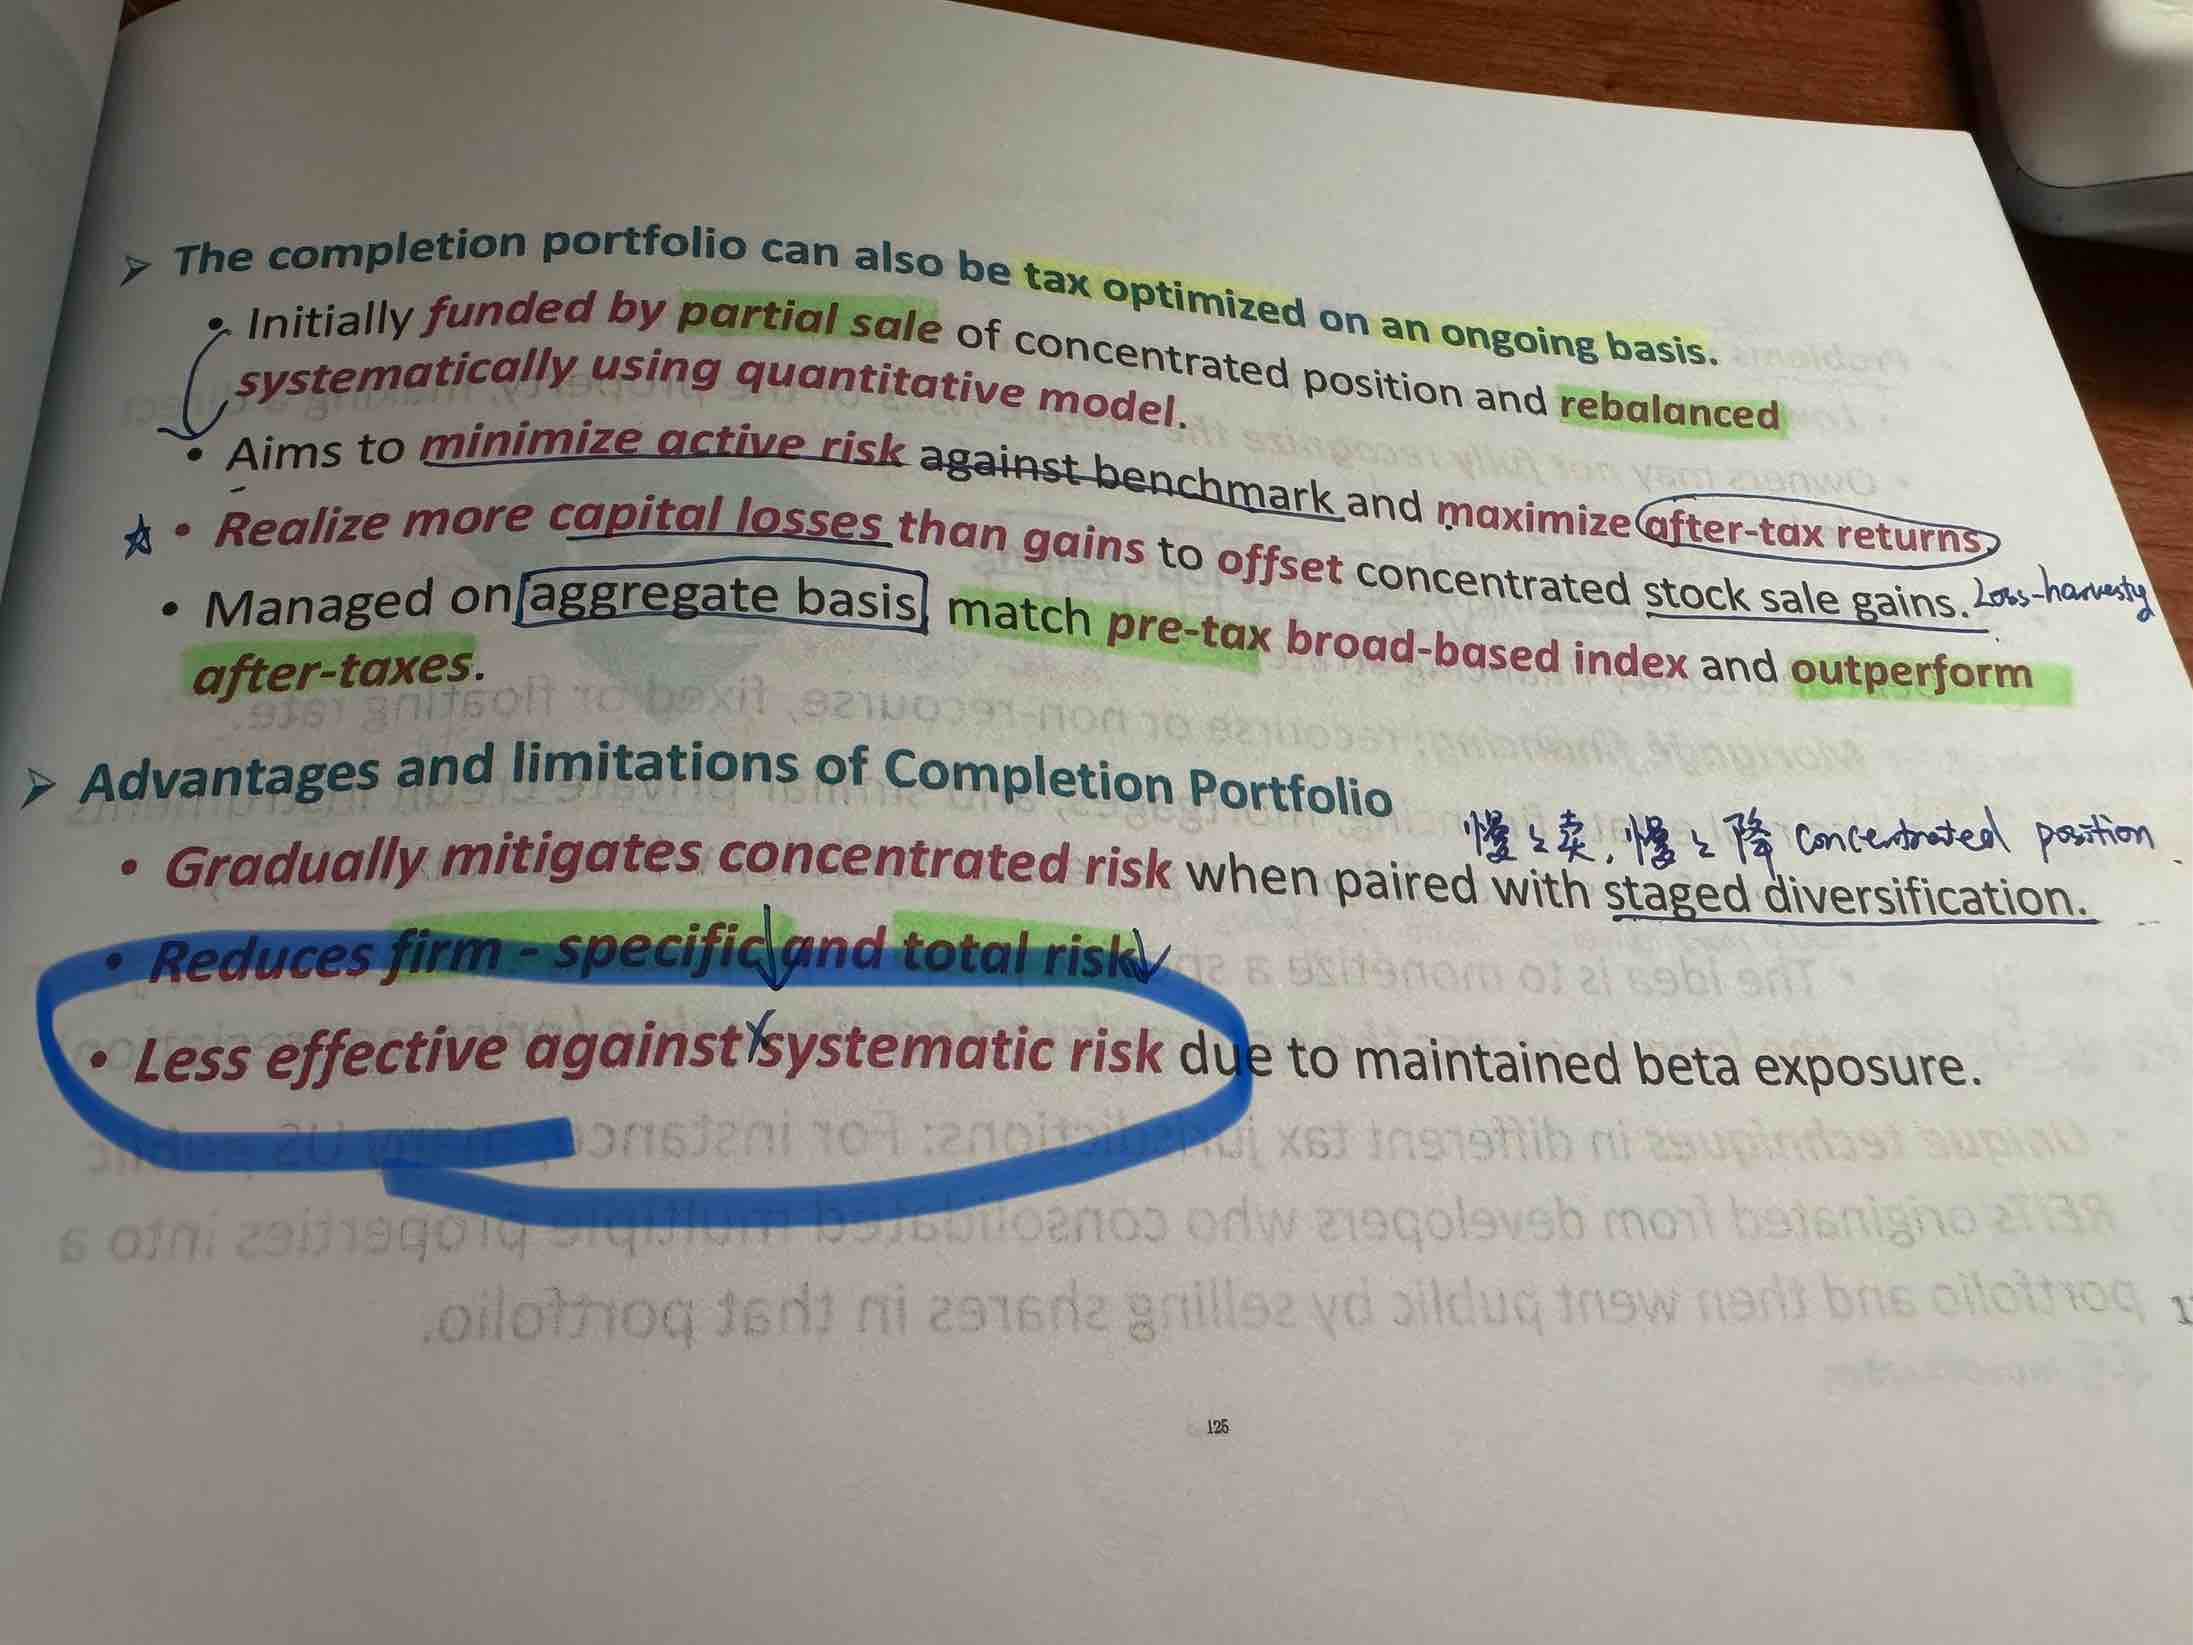 ➢ The completion portfolio can also be tax optimized on an ongoing basis.
• Initially funded by partial sale of concentrated position and rebalanced
systematically using quantitative model.
• Aims to minimize active risk against benchmark and maximize after-tax returns.
• Realize more capital losses than gains to offset concentrated stock sale gains. Loss-harvesty
• Managed on aggregate basis match pre-tax broad-based index and outperform
after-taxes.
➢ Advantages and limitations of Completion Portfolio
慢々卖,慢々降 concentrated position
• Gradually mitigates concentrated risk when paired with staged diversification.
• Reduces firm - specific and total risk
• Less effective against systematic risk due to maintained beta exposure.
125